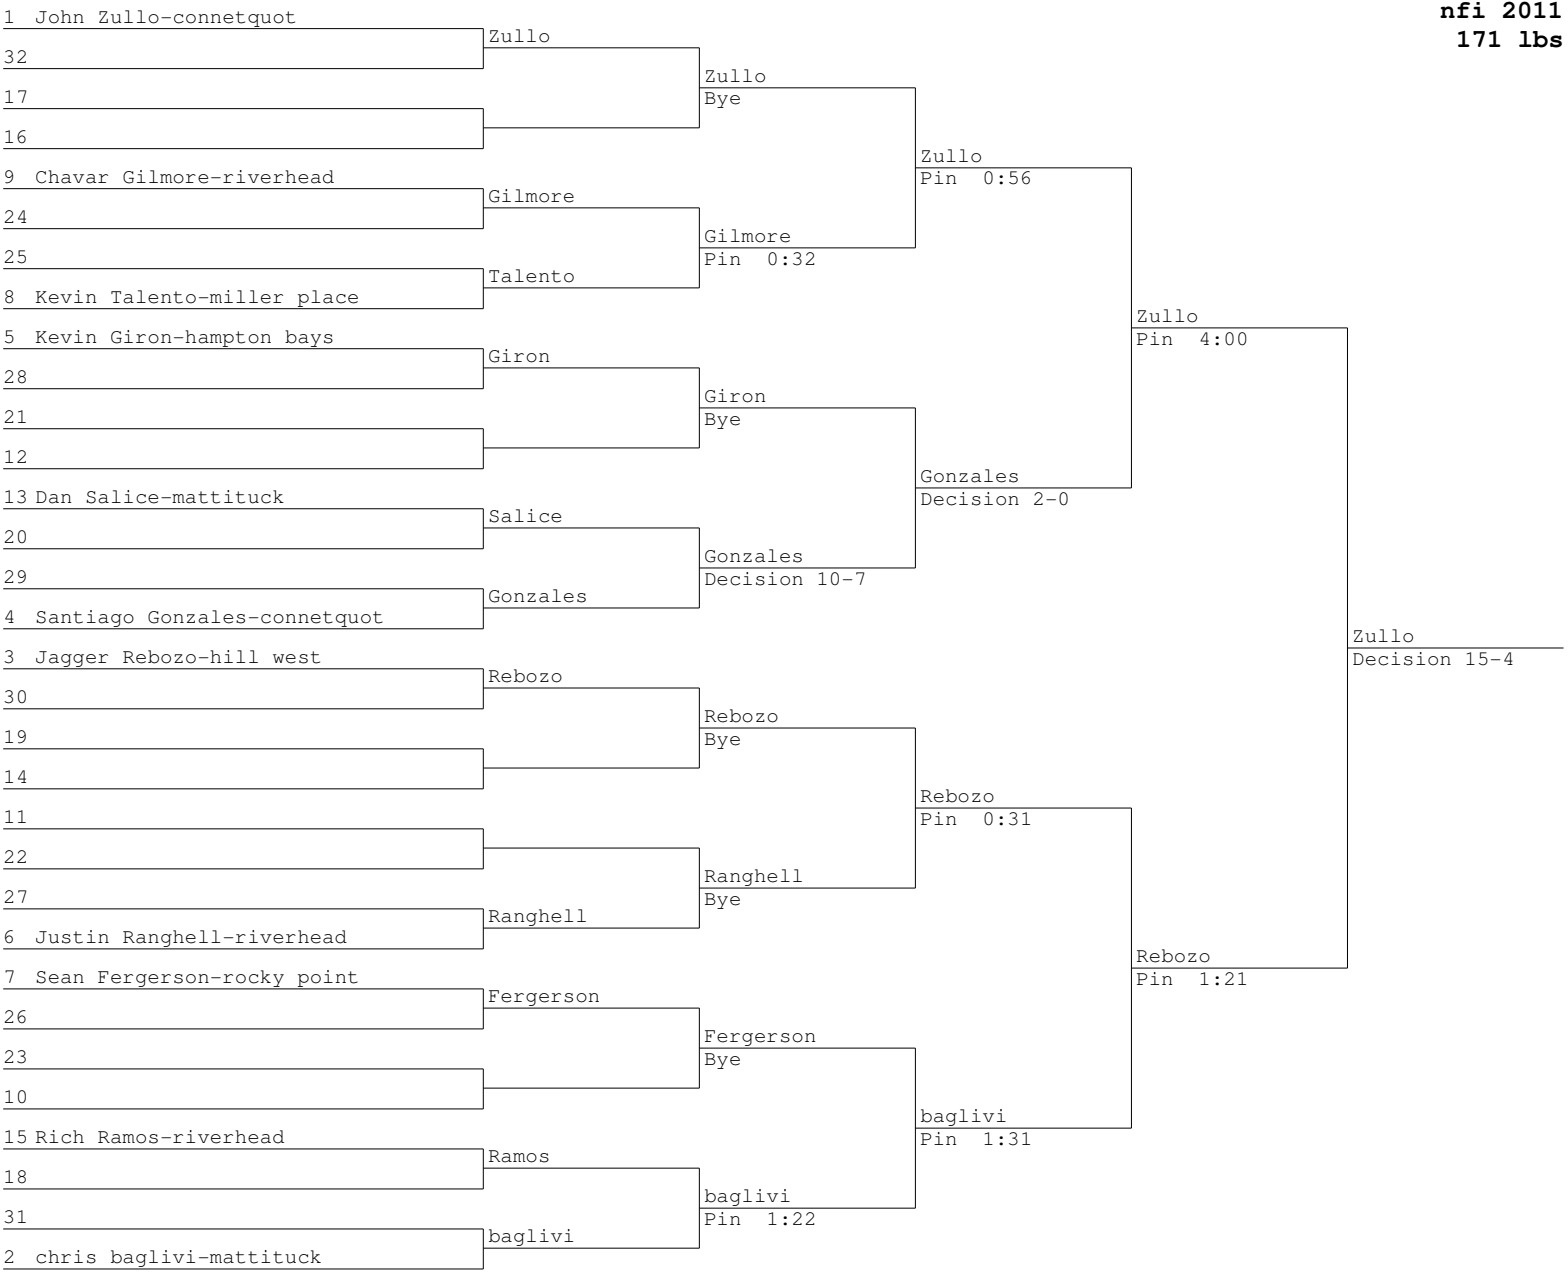 nfi 2011
171 lbs
1 John Zullo-connetquot
32
17
16
9 Chavar Gilmore-riverhead
24
25
8 Kevin Talento-miller place
5 Kevin Giron-hampton bays
28
21
12
13 Dan Salice-mattituck
20
29
4 Santiago Gonzales-connetquot
3 Jagger Rebozo-hill west
30
19
14
11
22
27
6 Justin Ranghell-riverhead
7 Sean Fergerson-rocky point
26
23
10
15 Rich Ramos-riverhead
18
31
2 chris baglivi-mattituck
Zullo
Gilmore
Talento
Giron
Salice
Gonzales
Rebozo
Ranghell
Fergerson
Ramos
baglivi
Zullo
Bye
Gilmore
Pin 0:32
Giron
Bye
Gonzales
Decision 10-7
Rebozo
Bye
Ranghell
Bye
Fergerson
Bye
baglivi
Pin 1:22
Zullo
Pin 0:56
Gonzales
Decision 2-0
Rebozo
Pin 0:31
baglivi
Pin 1:31
Zullo
Pin 4:00
Rebozo
Pin 1:21
Zullo
Decision 15-4